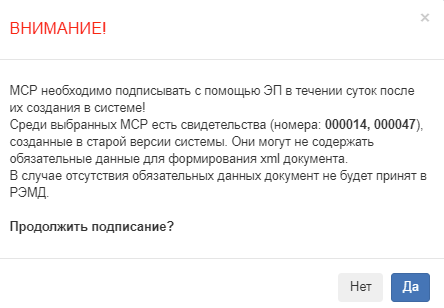 ВНИМАНИЕ!
×
МСР необходимо подписывать с помощью ЭП в течении суток после
их создания в системе!
Среди выбранных МСР есть свидетельства (номера: 000014, 000047),
созданные в старой версии системы. Они могут не содержать
обязательные данные для формирования xml документа.
В случае отсутствия обязательных данных документ не будет принят в
РЭМД.
Продолжить подписание?
Нет
Да